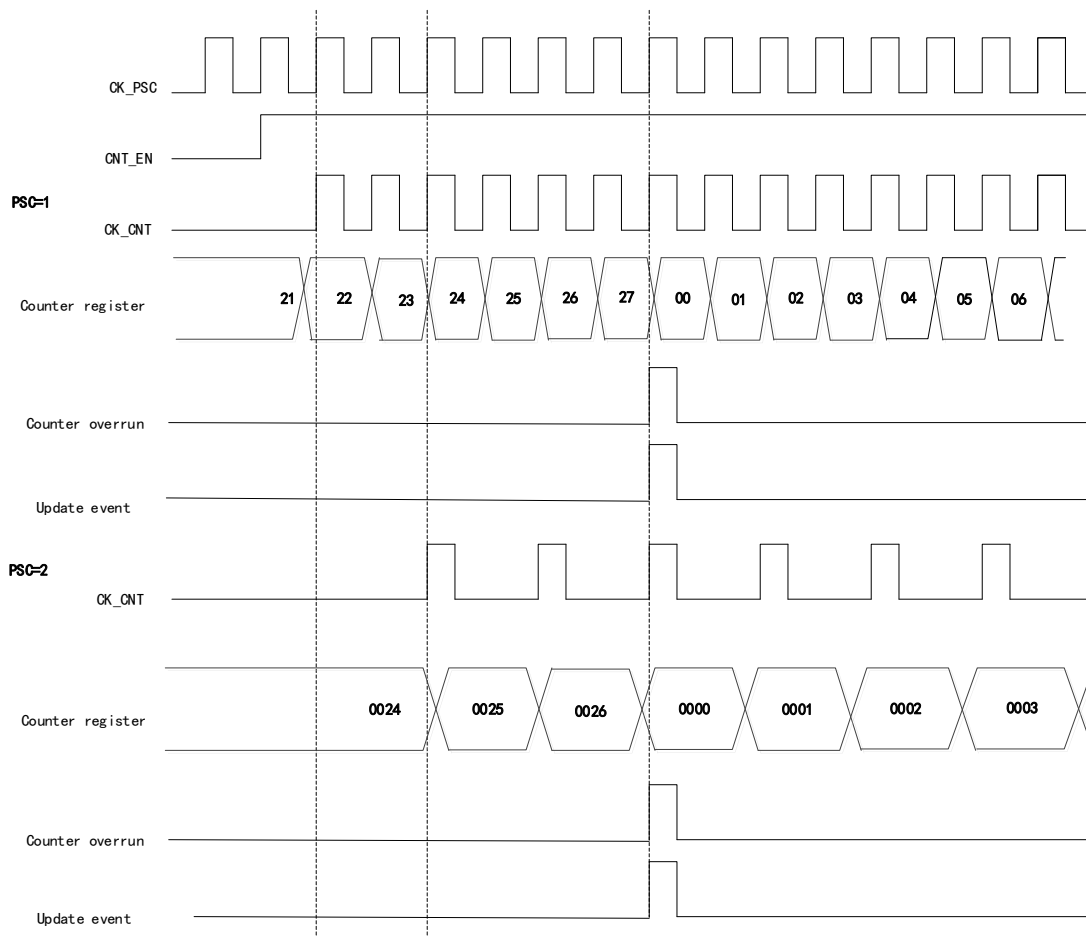 CK_PSC
CNT_EN
PSC=1
CK_CNT
Counter register 21 22 23 24 25 26 27 00 01 02 03 04 05 06
Counter overrun
Update event
PSC=2
CK_CNT
Counter register 0024 0025 0026 0000 0001 0002 0003
Counter overrun
Update event